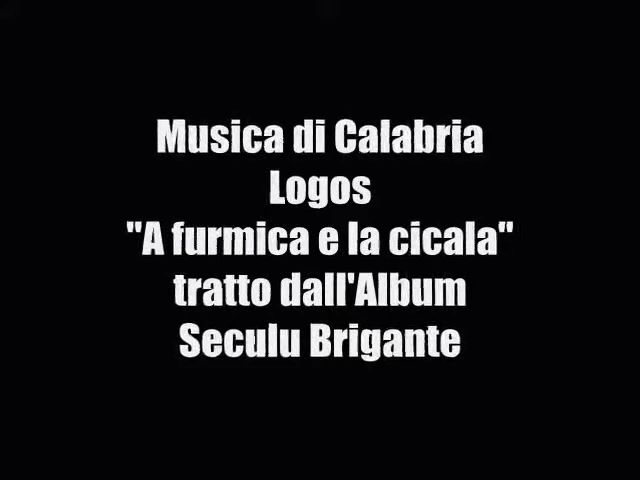 Musica di Calabria
Logos
"A furmica e la cicala"
tratto dall'Album
Seculu Brigante